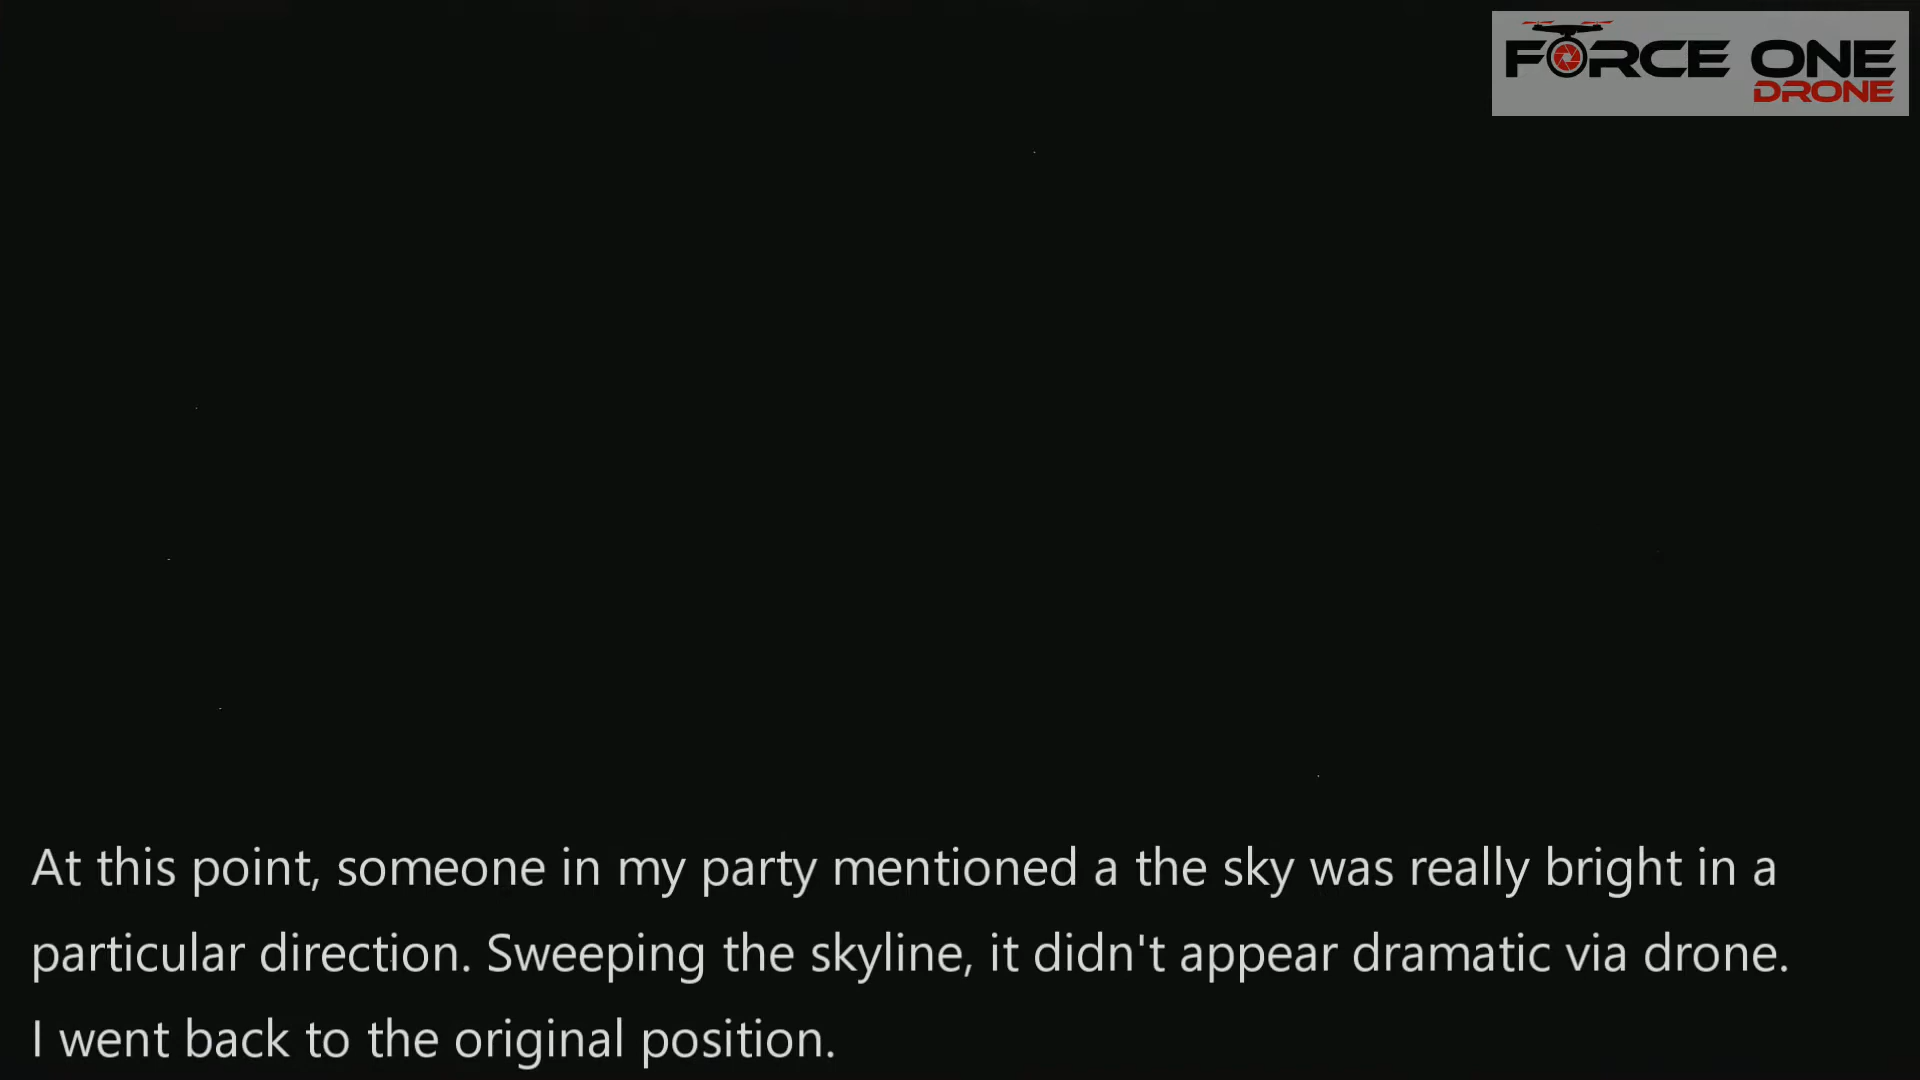 FORCE ONE
DRONE
At this point, someone in my party mentioned a the sky was really bright in a
particular direction. Sweeping the skyline, it didn't appear dramatic via drone.
I went back to the original position.